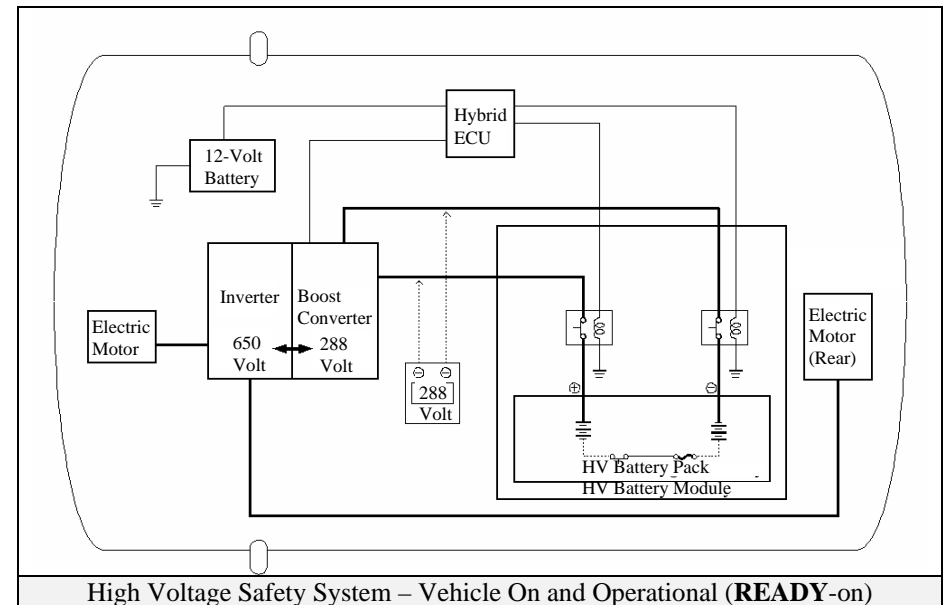 Hybrid
ECU
12-Volt
Battery
Inverter
650
Volt
Boost
Converter
288
Volt
Electric
Motor
Electric
Motor
(Rear)
288
Volt
HV Battery Pack
HV Battery Module
High Voltage Safety System – Vehicle On and Operational (READY-on)